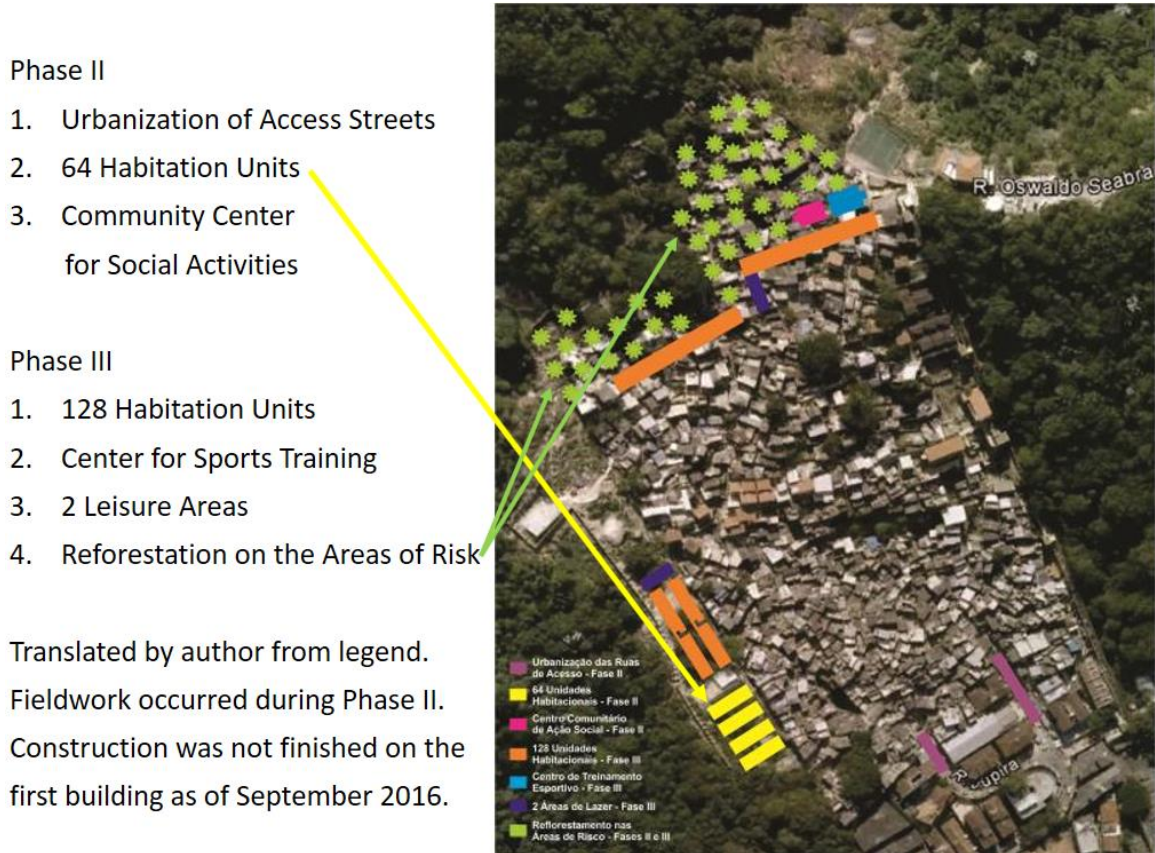 Phase II
1. Urbanization of Access Streets
2. 64 Habitation Units
3. Community Center
for Social Activities
Phase III
1. 128 Habitation Units
2. Center for Sports Training
3. 2 Leisure Areas
4. Reforestation on the Areas of Risk
Translated by author from legend.
Fieldwork occurred during Phase II.
Construction was not finished on the
first building as of September 2016.
R. Oswaldo Seabra
Urbanização das Ruas
de Acesso - Fase II
64 Unidades
Habitacionais - Fase II
Centro Comunitário
de Ação Social - Fase II
128 Unidades
Habitacionais - Fase III
Centro de Treinamento
Esportivo - Fase III
2 Áreas de Lazer - Fase III
Reflorestamento nas
Áreas de Risco - Fases II e III
R.